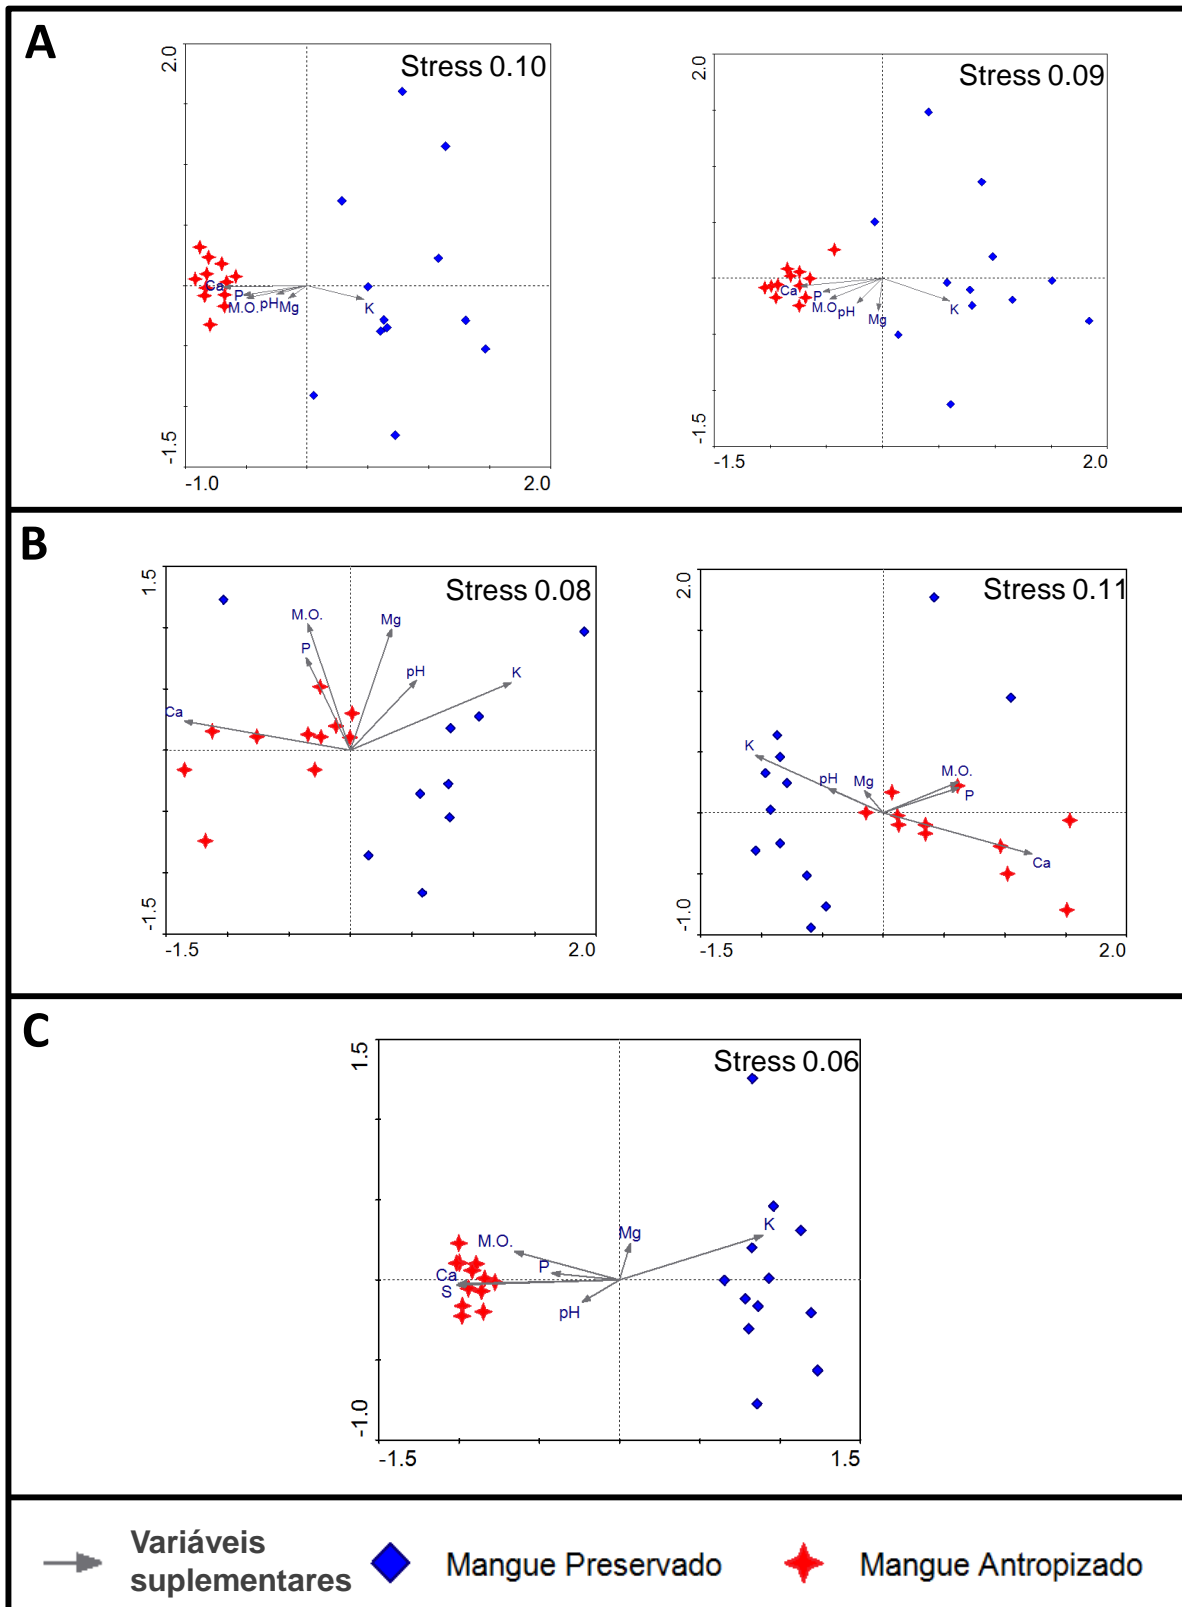 A
2.0
Stress 0.10
Ca
P
M.O.
pH
Mg
K
-1.5
-1.0
2.0
2.0
Stress 0.09
Ca
P
M.O.
pH
Mg
K
-1.5
-1.5
2.0
B
1.5
Stress 0.08
M.O.
Mg
P
pH
K
Ca
-1.5
-1.5
2.0
2.0
Stress 0.11
K
pH
Mg
M.O.
P
Ca
-1.0
-1.5
2.0
C
1.5
Stress 0.06
K
Mg
M.O.
P
Ca
S
pH
-1.0
-1.5
1.5
Variáveis
suplementares
Mangue Preservado
Mangue Antropizado